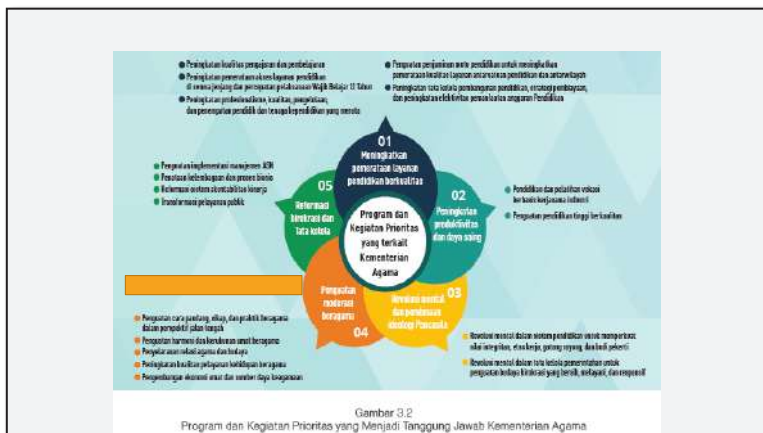 Peningkatan kualitas pengajaran dan pembelajaran
Peningkatan pemerataan akses layanan pendidikan
di semua jenjang dan percepatan pelaksanaan Wajib Belajar 12 Tahun
Peningkatan profesionalisme, kualitas, pengelolaan,
dan penempatan pendidik dan tenaga kependidikan yang merata
Penguatan penjaminan mutu pendidikan untuk meningkatkan
pemerataan kualitas layanan antarsatuan pendidikan dan antarwilayah
Peningkatan tata kelola pembangunan pendidikan, strategi pembiayaan,
dan peningkatan efektivitas pemanfaatan anggaran Pendidikan
01
Meningkatkan
pemerataan layanan
pendidikan berkualitas
Penguatan implementasi manajemen ASN
Penataan kelembagaan dan proses bisnis
Reformasi sistem akuntabilitas kinerja
Transformasi pelayanan publik
05
Reformasi
birokrasi dan
Tata kelola
02
Peningkatan
produktivitas
dan daya saing
Pendidikan dan pelatihan vokasi
berbasis kerjasama industri
Penguatan pendidikan tinggi berkualitas
Program dan
Kegiatan Prioritas
yang terkait
Kementerian
Agama
Penguatan
moderasi
beragama
04
03
Revolusi mental
dan pembinaan
ideologi Pancasila
Penguatan cara pandang, sikap, dan praktik beragama
dalam perspektif jalan tengah
Penguatan harmoni dan kerukunan umat beragama
Penyelarasan relasi agama dan budaya
Peningkatan kualitas pelayanan kehidupan beragama
Pengembangan ekonomi umat dan sumber daya keagamaan
Revolusi mental dalam sistem pendidikan untuk memperkuat
nilai integritas, etos kerja, gotong royong, dan budi pekerti
Revolusi mental dalam tata kelola pemerintahan untuk
penguatan budaya birokrasi yang bersih, melayani, dan responsif
Gambar 3.2
Program dan Kegiatan Prioritas yang Menjadi Tanggung Jawab Kementerian Agama